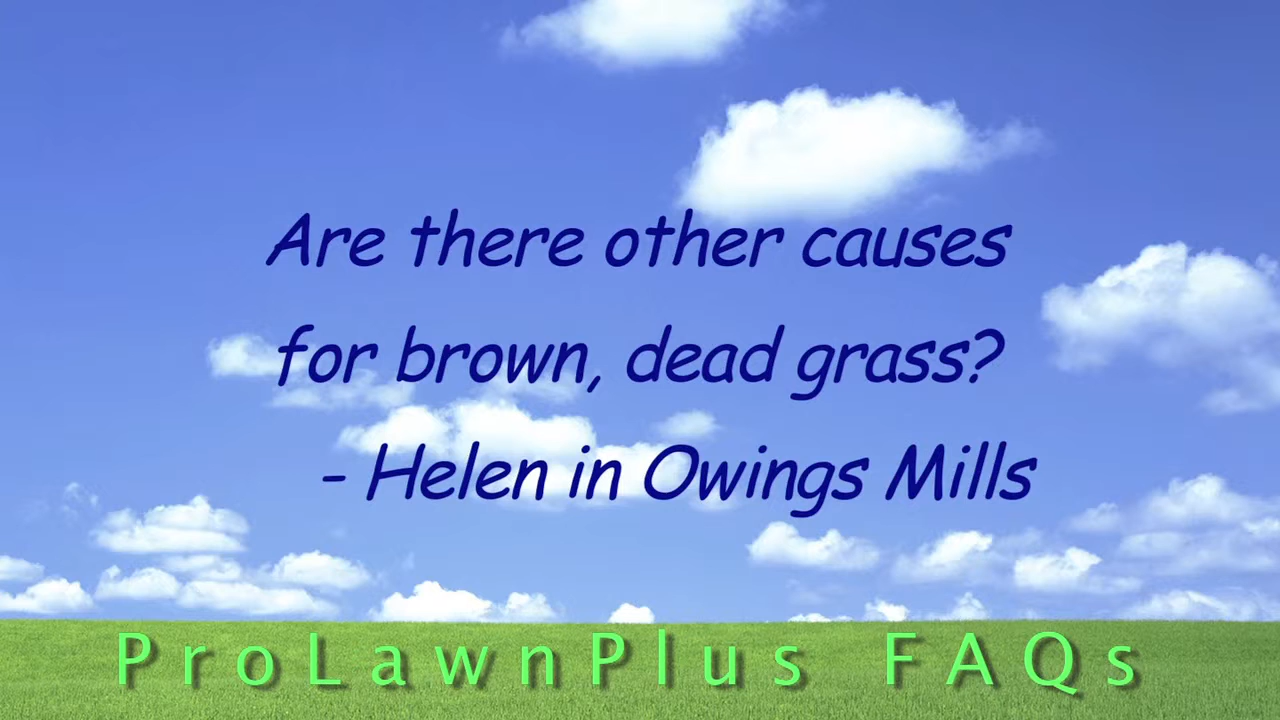 Are there other causes
for brown, dead grass?
- Helen in Owings Mills
ProLawnPlus FAQs